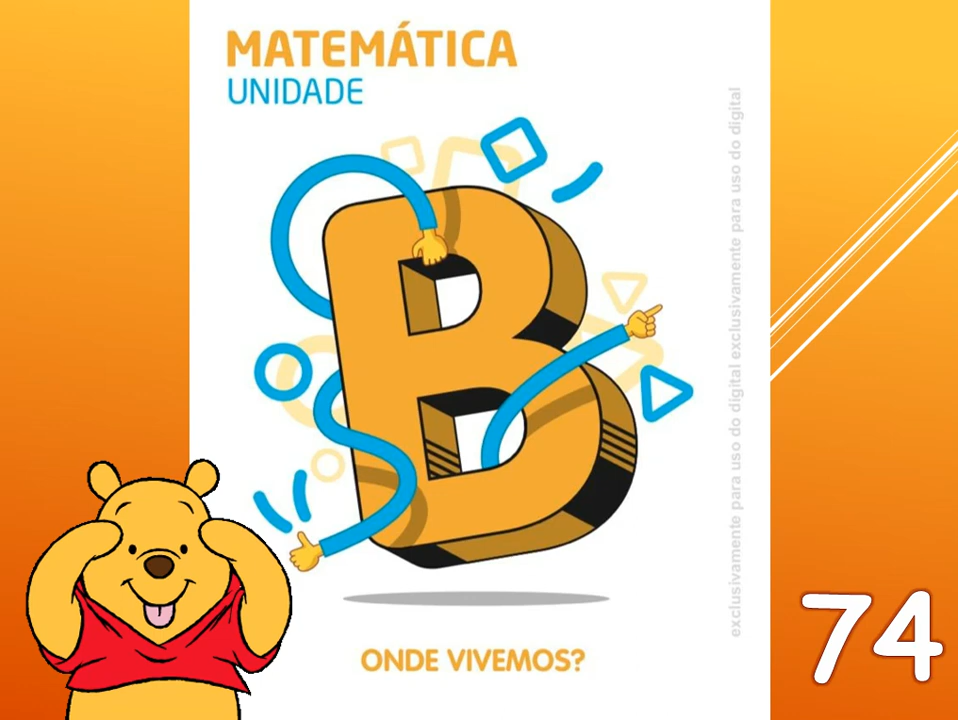 MATEMÁTICA
UNIDADE
B
exclusivamente para uso do digital exclusivamente para uso do digital
ONDE VIVEMOS?
74